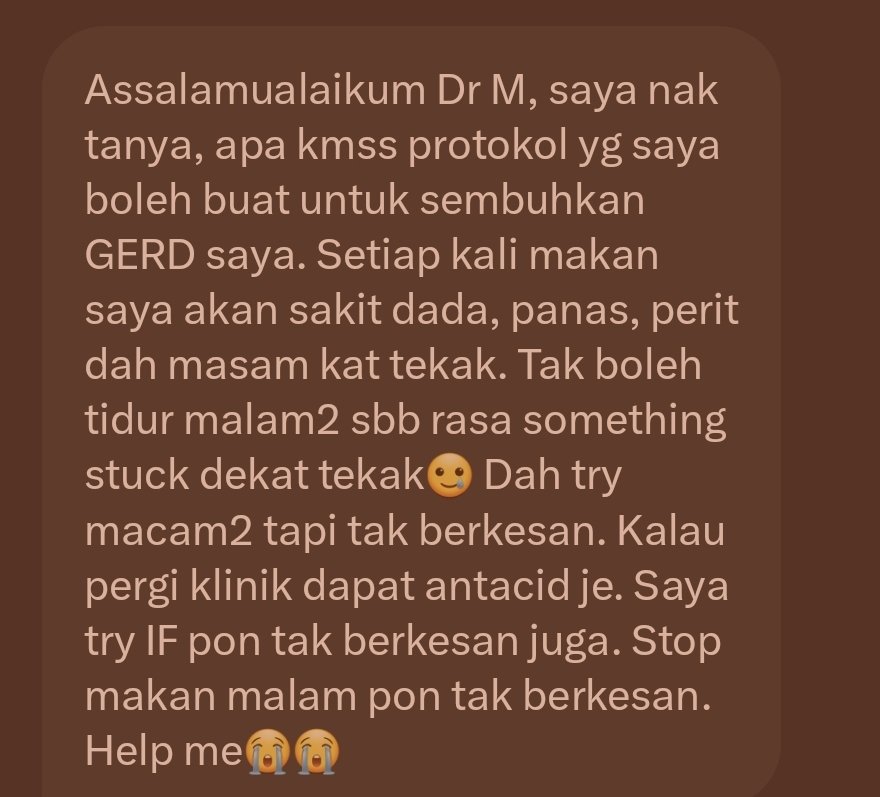 Assalamualaikum Dr M, saya nak
tanya, apa kmss protokol yg saya
boleh buat untuk sembuhkan
GERD saya. Setiap kali makan
saya akan sakit dada, panas, perit
dah masam kat tekak. Tak boleh
tidur malam2 sbb rasa something
stuck dekat tekak🥲 Dah try
macam2 tapi tak berkesan. Kalau
pergi klinik dapat antacid je. Saya
try IF pon tak berkesan juga. Stop
makan malam pon tak berkesan.
Help me😭😭